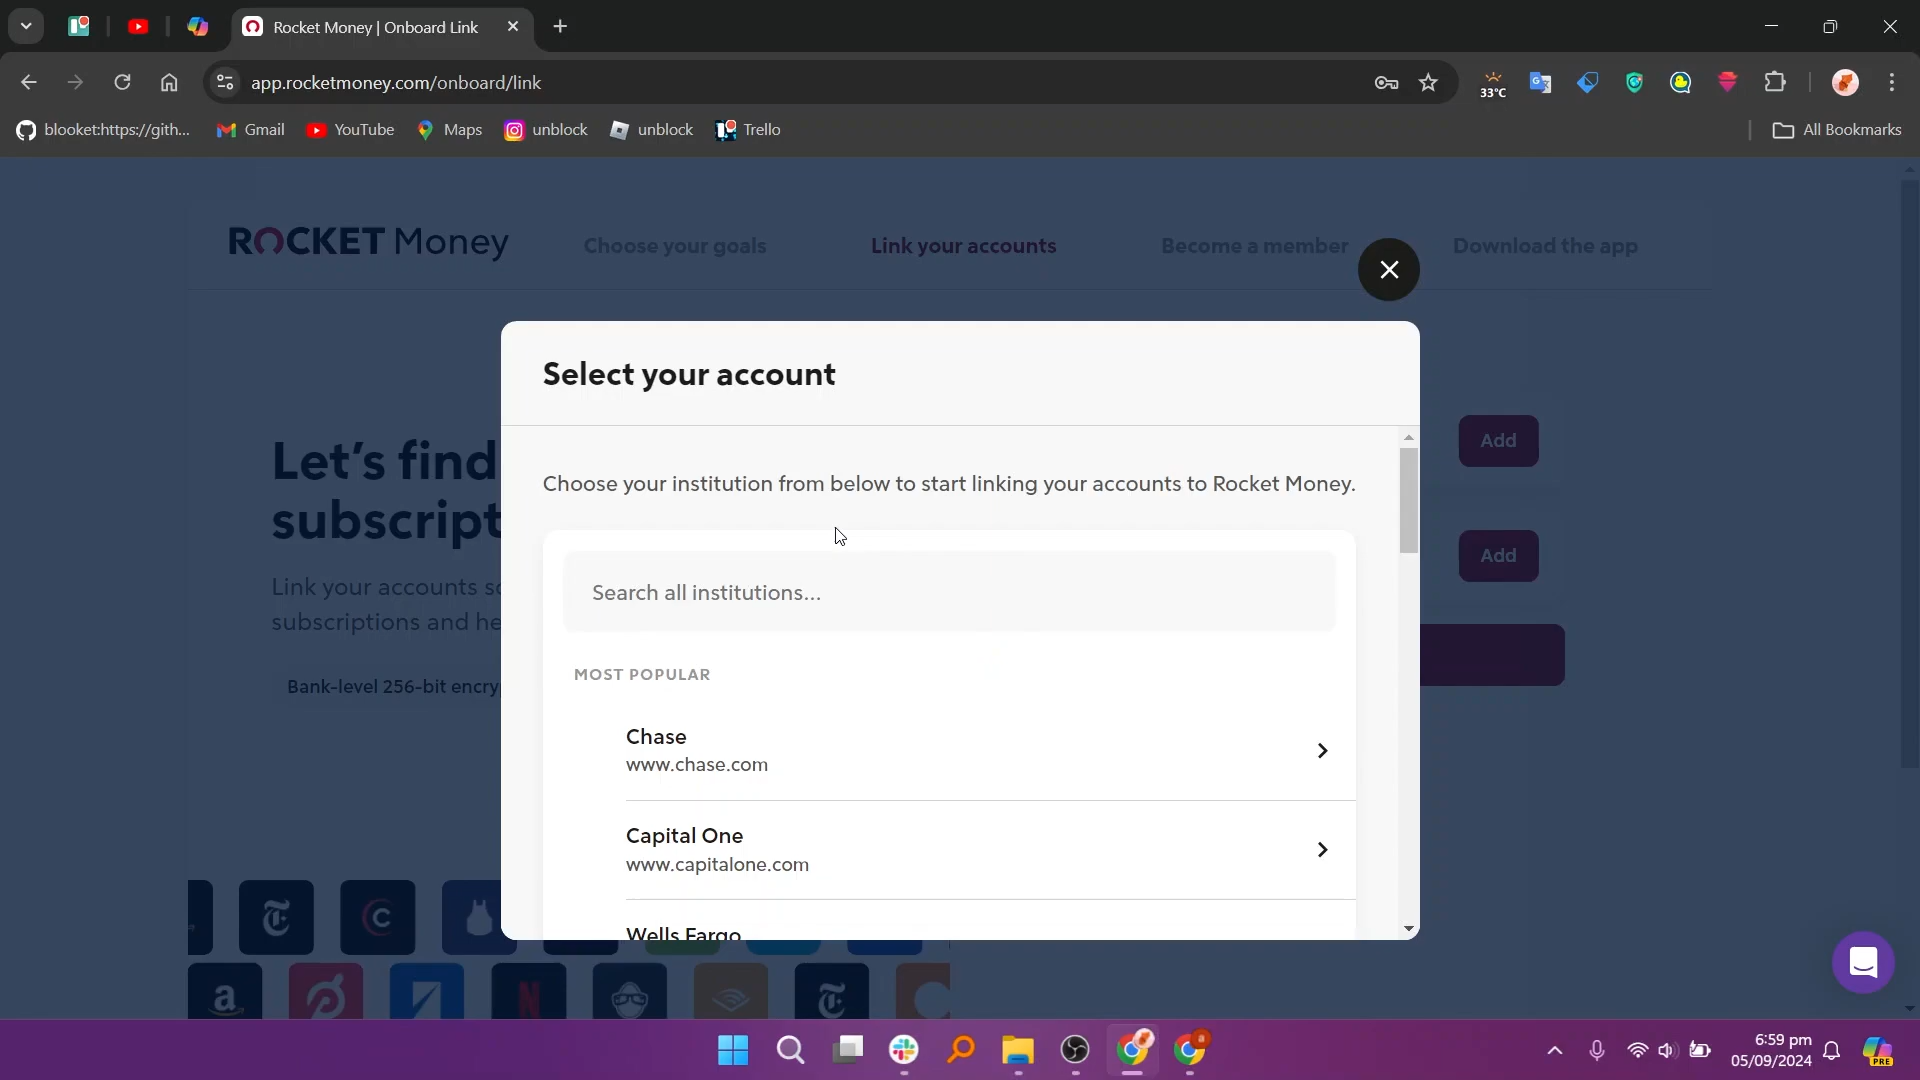 Rocket Money | Onboard Link
app.rocketmoney.com/onboard/link
33°C
blooket:https://gith...
Gmail
YouTube
Maps
unblock
unblock
Trello
All Bookmarks
ROCKET Money
Choose your goals
Link your accounts
Become a member
Download the app
Select your account
Let's find
subscript
Link your accounts so
subscriptions and he
Bank-level 256-bit encry
Add
Add
Choose your institution from below to start linking your accounts to Rocket Money.
Search all institutions...
MOST POPULAR
Chase
www.chase.com
Capital One
www.capitalone.com
Wells Fargo
6:59 pm
05/09/2024
PRE